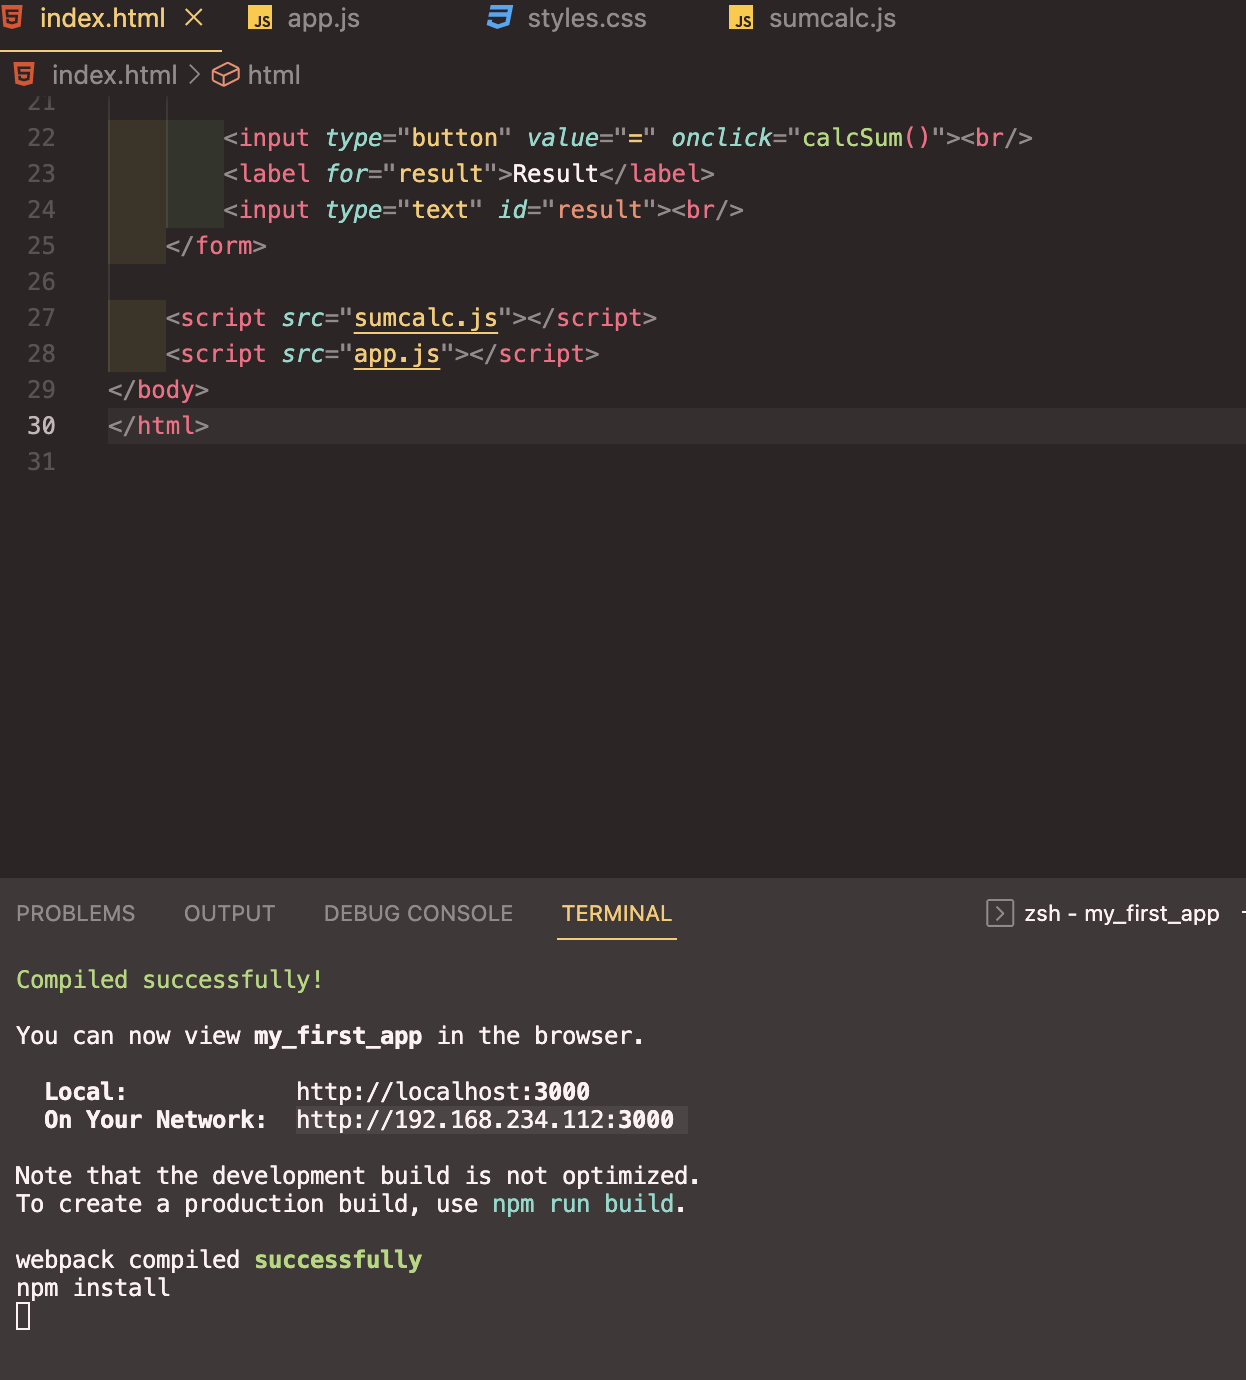 index.html × JS app.js styles.css JS sumcalc.js
index.html > html
21
22 <input type="button" value="=" onclick="calcSum()"><br/>
23 <label for="result">Result</label>
24 <input type="text" id="result"><br/>
25 </form>
26
27 <script src="sumcalc.js"></script>
28 <script src="app.js"></script>
29 </body>
30 </html>
31
PROBLEMS OUTPUT DEBUG CONSOLE TERMINAL zsh - my_first_app
Compiled successfully!
You can now view my_first_app in the browser.
Local: http://localhost:3000
On Your Network: http://192.168.234.112:3000
Note that the development build is not optimized.
To create a production build, use npm run build.
webpack compiled successfully
npm install